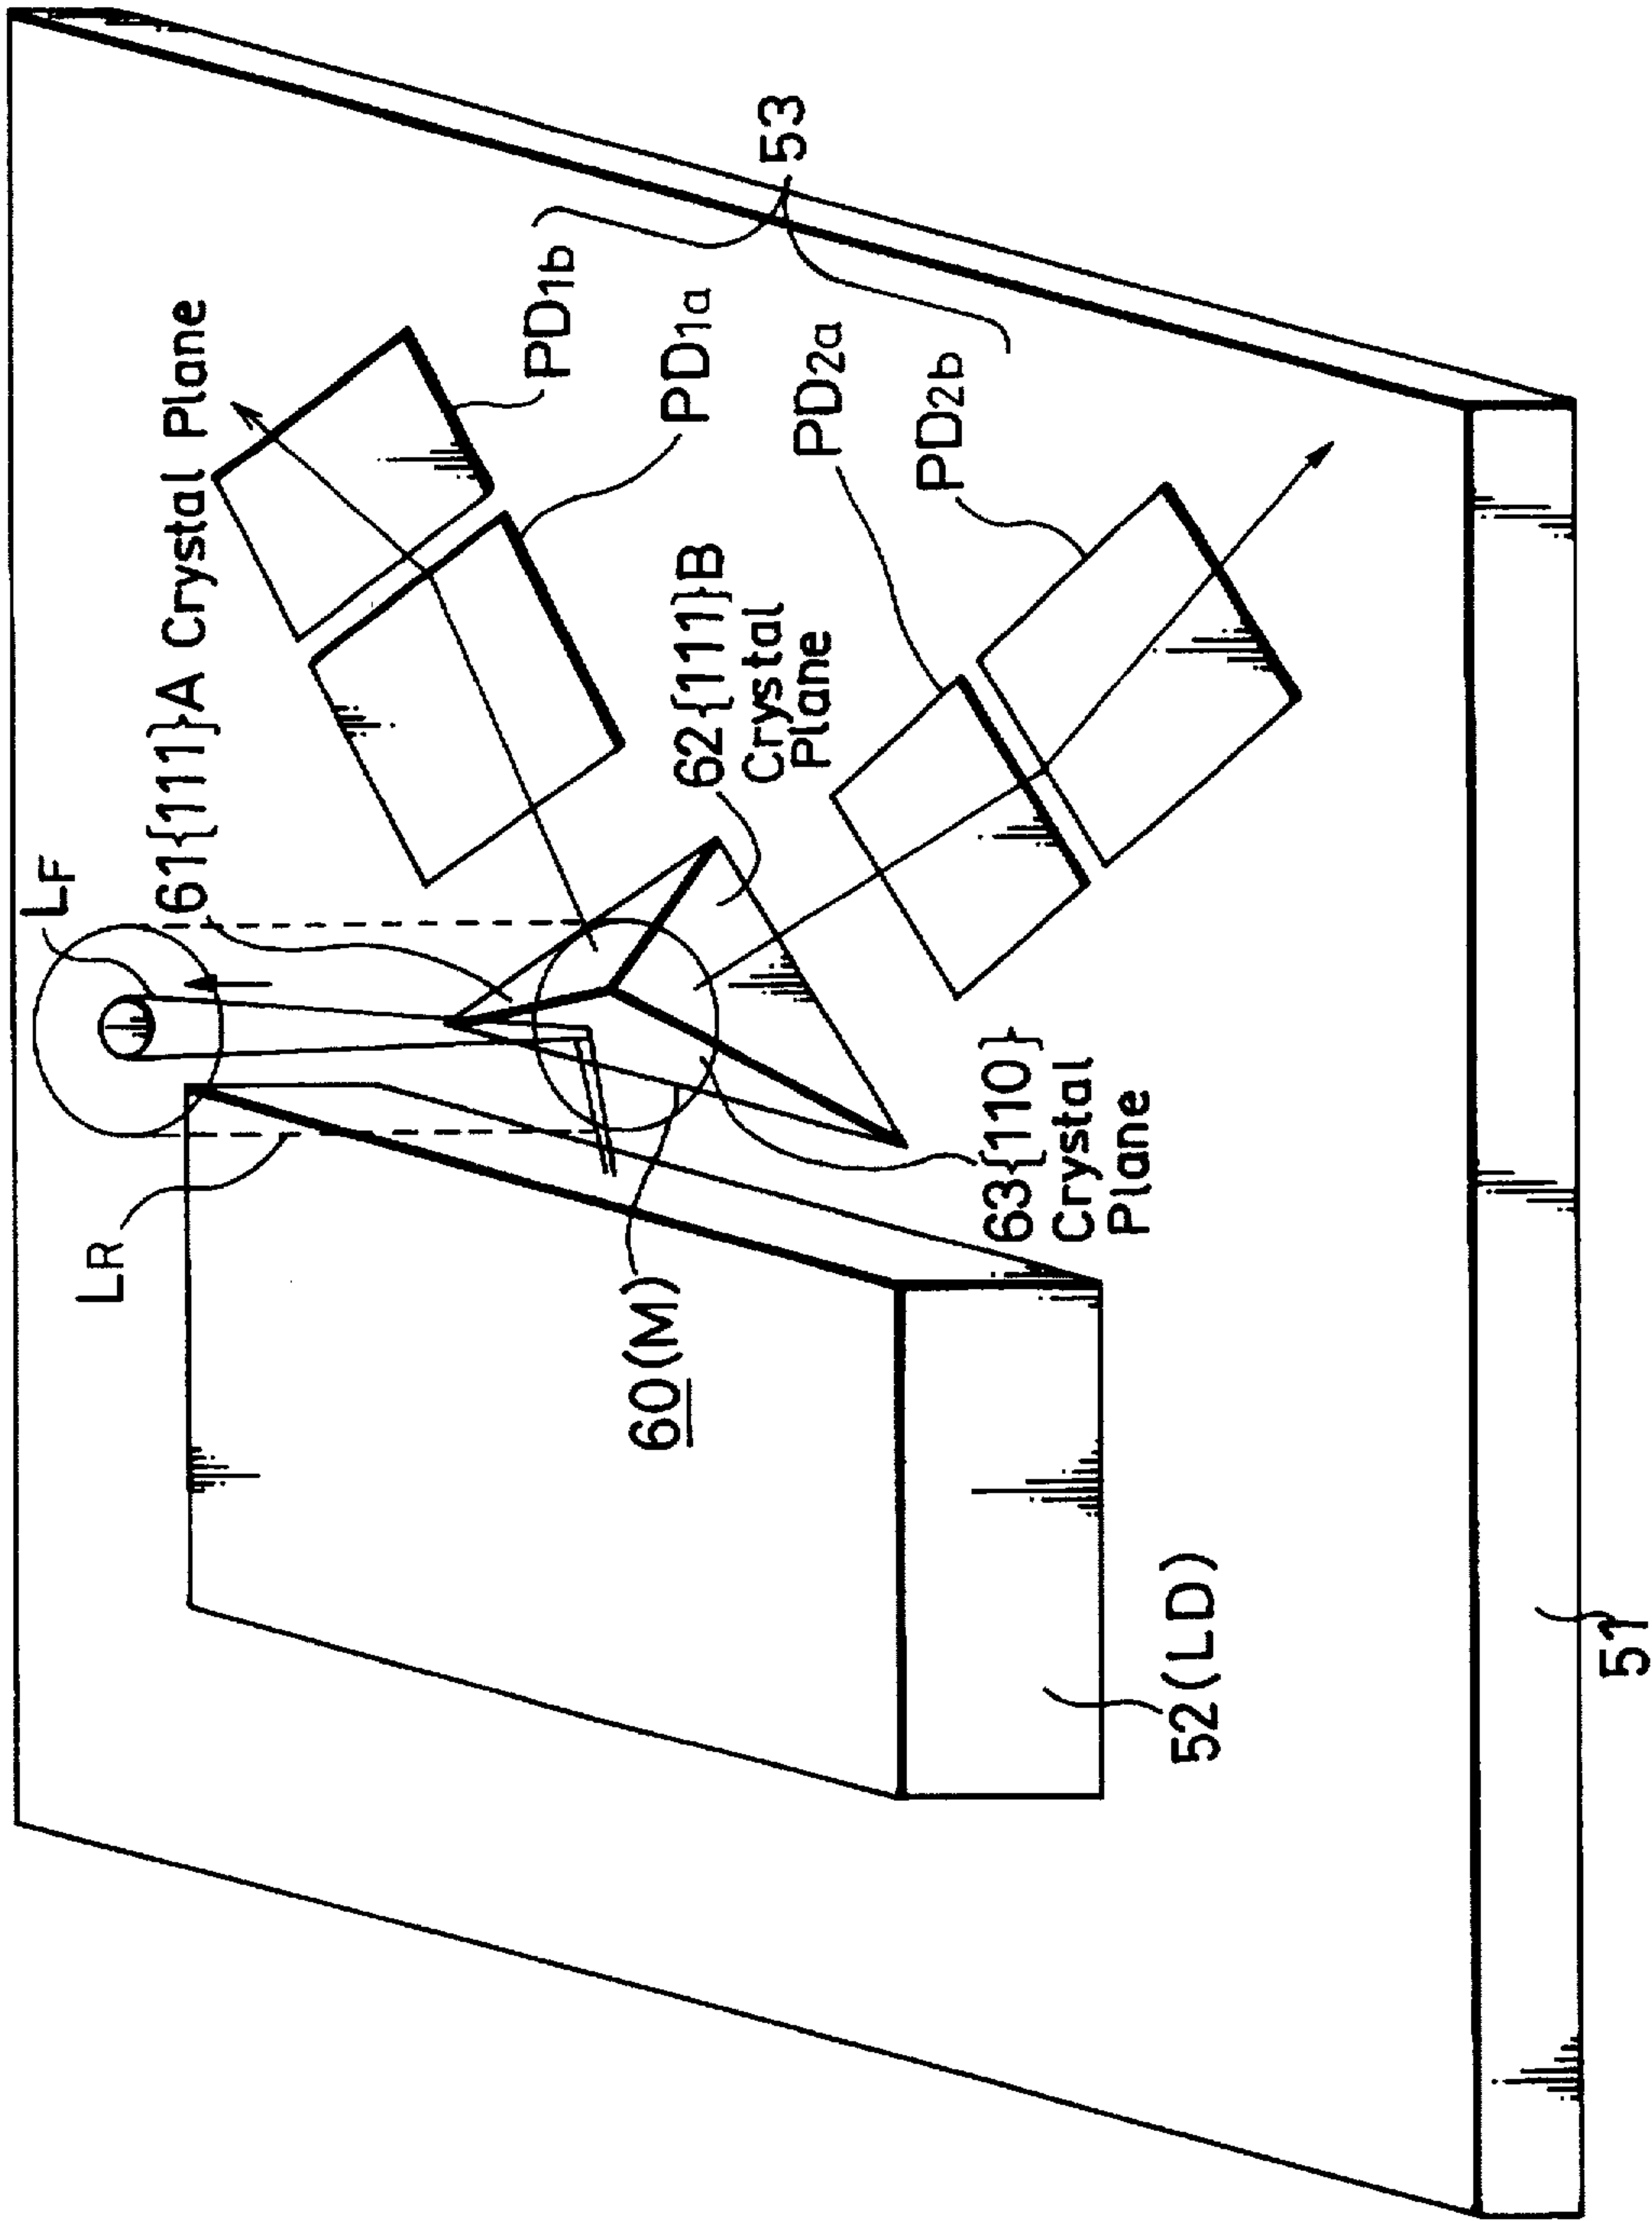 LF
LR
61{111}A Crystal Plane
62{111}B
Crystal
Plane
63{110}
Crystal
Plane
60(M)
PD1b
PD1a
PD2a
PD2b
53
52(LD)
51